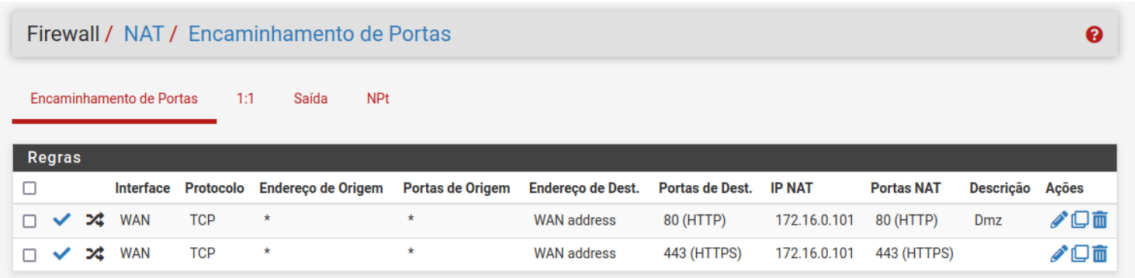 Firewall / NAT / Encaminhamento de Portas
Encaminhamento de Portas 1:1 Saída NPt
Regras
Interface Protocolo Endereço de Origem Portas de Origem Endereço de Dest. Portas de Dest. IP NAT Portas NAT Descrição Ações
WAN TCP * * WAN address 80 (HTTP) 172.16.0.101 80 (HTTP) Dmz
WAN TCP * * WAN address 443 (HTTPS) 172.16.0.101 443 (HTTPS)